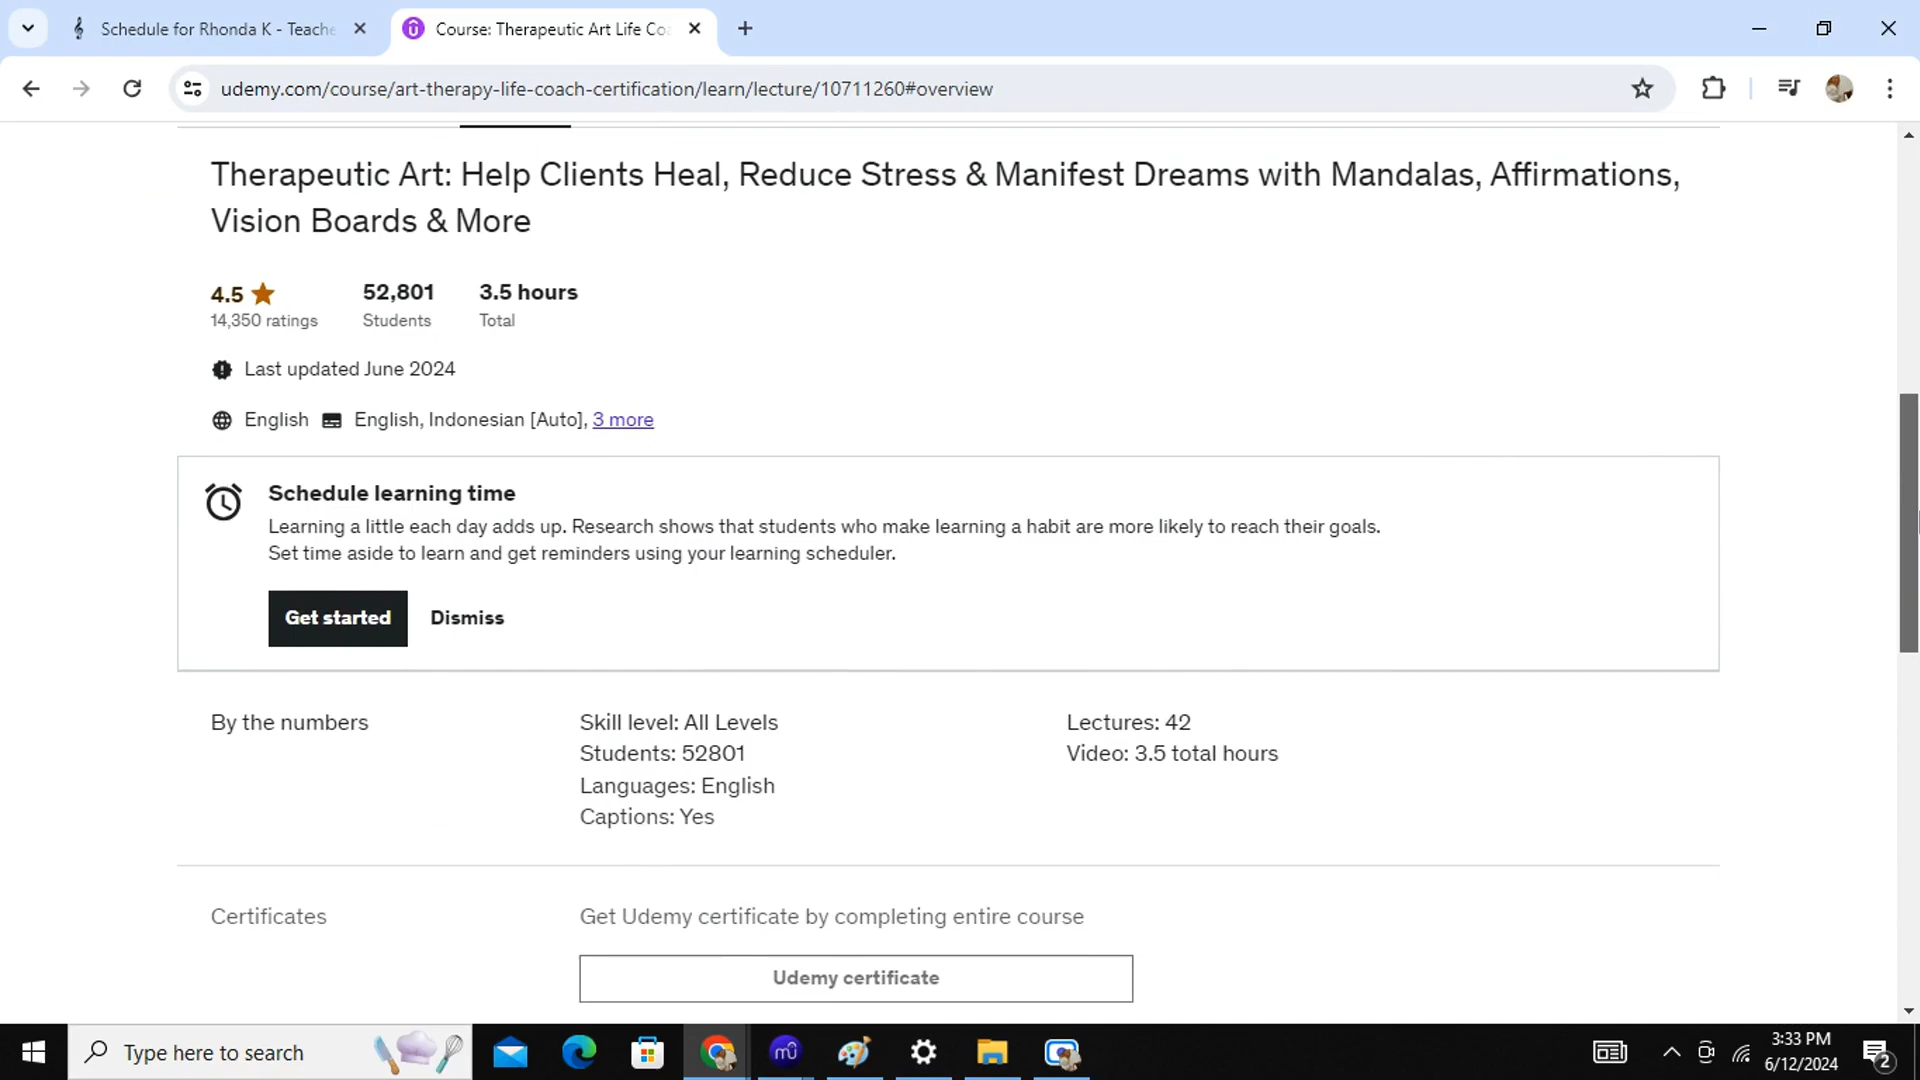 Schedule for Rhonda K - Teache
Course: Therapeutic Art Life Coa
udemy.com/course/art-therapy-life-coach-certification/learn/lecture/10711260#overview
Therapeutic Art: Help Clients Heal, Reduce Stress & Manifest Dreams with Mandalas, Affirmations,
Vision Boards & More
4.5 52,801 3.5 hours
14,350 ratings Students Total
Last updated June 2024
English English, Indonesian [Auto], 3 more
Schedule learning time
Learning a little each day adds up. Research shows that students who make learning a habit are more likely to reach their goals.
Set time aside to learn and get reminders using your learning scheduler.
Get started Dismiss
By the numbers Skill level: All Levels Lectures: 42
Students: 52801 Video: 3.5 total hours
Languages: English
Captions: Yes
Certificates Get Udemy certificate by completing entire course
Udemy certificate
Type here to search
3:33 PM
6/12/2024
2